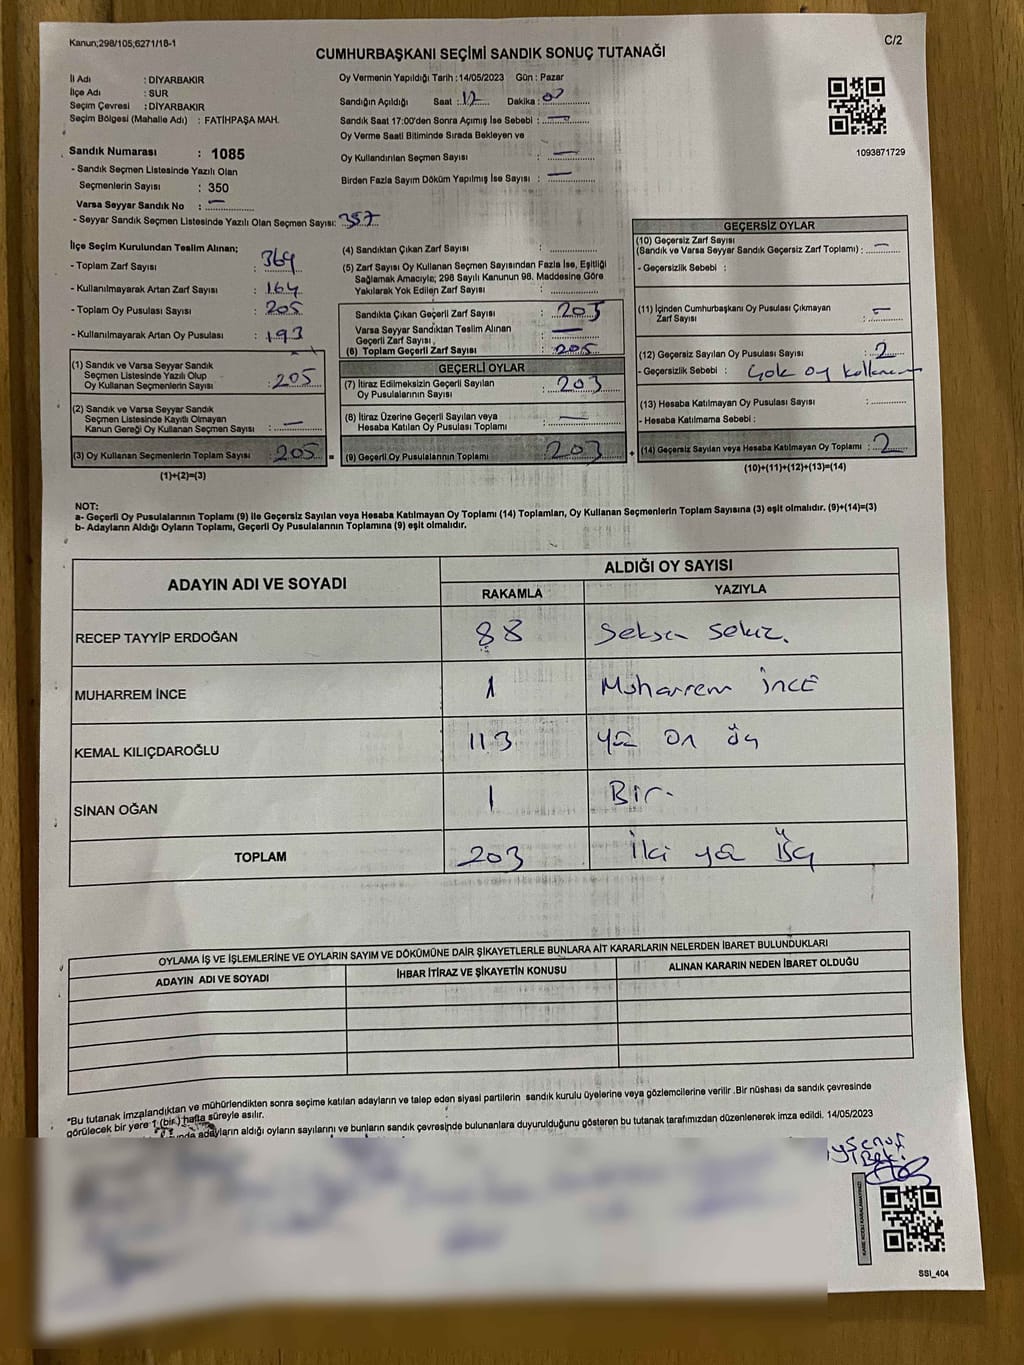 Kanun;298/105;6271/18-1
C/2
CUMHURBAŞKANI SEÇİMİ SANDIK SONUÇ TUTANAĞI
İl Adı : DİYARBAKIR
İlçe Adı : SUR
Seçim Çevresi : DİYARBAKIR
Seçim Bölgesi (Mahalle Adı) : FATİHPAŞA MAH.
Sandık Numarası : 1085
- Sandık Seçmen Listesinde Yazılı Olan
Seçmenlerin Sayısı : 350
Varsa Seyyar Sandık No : —
- Seyyar Sandık Seçmen Listesinde Yazılı Olan Seçmen Sayısı: 357
Oy Vermenin Yapıldığı Tarih : 14/05/2023 Gün : Pazar
Sandığın Açıldığı Saat : 17 Dakika : 00
Sandık Saat 17:00'den Sonra Açımış İse Sebebi : —
Oy Verme Saati Bitiminde Sırada Bekleyen ve
Oy Kullandırılan Seçmen Sayısı : —
Birden Fazla Sayım Döküm Yapılmış İse Sayısı : —
1093871729
İlçe Seçim Kurulundan Teslim Alınan;
- Toplam Zarf Sayısı : 369
- Kullanılmayarak Artan Zarf Sayısı : 164
- Toplam Oy Pusulası Sayısı : 205
- Kullanılmayarak Artan Oy Pusulası : 193
(1) Sandık ve Varsa Seyyar Sandık
Seçmen Listesinde Yazılı Olup
Oy Kullanan Seçmenlerin Sayısı : 205
(2) Sandık ve Varsa Seyyar Sandık
Seçmen Listesinde Kayıtlı Olmayan
Kanun Gereği Oy Kullanan Seçmen Sayısı : —
(3) Oy Kullanan Seçmenlerin Toplam Sayısı : 205
(1)+(2)=(3)
(4) Sandıktan Çıkan Zarf Sayısı :
(5) Zarf Sayısı Oy Kullanan Seçmen Sayısından Fazla İse, Eşitliği
Sağlamak Amacıyle; 298 Sayılı Kanunun 98. Maddesine Göre
Yakılarak Yok Edilen Zarf Sayısı :
Sandıkta Çıkan Geçerli Zarf Sayısı : 205
Varsa Seyyar Sandıktan Teslim Alınan
Geçerli Zarf Sayısı : —
(6) Toplam Geçerli Zarf Sayısı : 205
GEÇERLİ OYLAR
(7) İtiraz Edilmeksizin Geçerli Sayılan
Oy Pusulasının Sayısı : 203
(8) İtiraz Üzerine Geçerli Sayılan veya
Hesaba Katılan Oy Pusulası Toplamı : —
= (9) Geçerli Oy Pusulalarının Toplamı : 203
GEÇERSİZ OYLAR
(10) Geçersiz Zarf Sayısı
(Sandık ve Varsa Seyyar Sandık Geçersiz Zarf Toplamı) : —
- Geçersizlik Sebebi :
(11) İçinden Cumhurbaşkanı Oy Pusulası Çıkmayan
Zarf Sayısı : —
(12) Geçersiz Sayılan Oy Pusulası Sayısı : 2
- Geçersizlik Sebebi : Çok oy kullanım
(13) Hesaba Katılmayan Oy Pusulası Sayısı :
- Hesaba Katılmama Sebebi :
+ (14) Geçersiz Sayılan veya Hesaba Katılmayan Oy Toplamı : 2
(10)+(11)+(12)+(13)=(14)
NOT:
a- Geçerli Oy Pusulalarının Toplamı (9) ile Geçersiz Sayılan veya Hesaba Katılmayan Oy Toplamı (14) Toplamları, Oy Kullanan Seçmenlerin Toplam Sayısına (3) eşit olmalıdır. (9)+(14)=(3)
b- Adayların Aldığı Oyların Toplamı, Geçerli Oy Pusulalarının Toplamına (9) eşit olmalıdır.
ADAYIN ADI VE SOYADI
ALDIĞI OY SAYISI
RAKAMLA YAZIYLA
RECEP TAYYİP ERDOĞAN 88 Seksen Sekiz.
MUHARREM İNCE 1 Muharrem İNCE
KEMAL KILIÇDAROĞLU 113 Yüz On üç
SİNAN OĞAN 1 Bir.
TOPLAM 203 İki yüz Üç
OYLAMA İŞ VE İŞLEMLERİNE VE OYLARIN SAYIM VE DÖKÜMÜNE DAİR ŞİKAYETLERLE BUNLARA AİT KARARLARIN NELERDEN İBARET BULUNDUKLARI
ADAYIN ADI VE SOYADI İHBAR İTİRAZ VE ŞİKAYETİN KONUSU ALINAN KARARIN NEDEN İBARET OLDUĞU
*Bu tutanak imzalandıktan ve mühürlendikten sonra seçime katılan adayların ve talep eden siyasi partilerin sandık kurulu üyelerine veya gözlemcilerine verilir .Bir nüshası da sandık çevresinde
görülecek bir yere 1 (bir ) hafta süreyle asılır.
adayların aldığı oyların sayılarını ve bunların sandık çevresinde bulunanlara duyurulduğunu gösteren bu tutanak tarafımızdan düzenlenerek imza edildi. 14/05/2023
KARE KODU KARALAMAYINIZ!
SSI_404